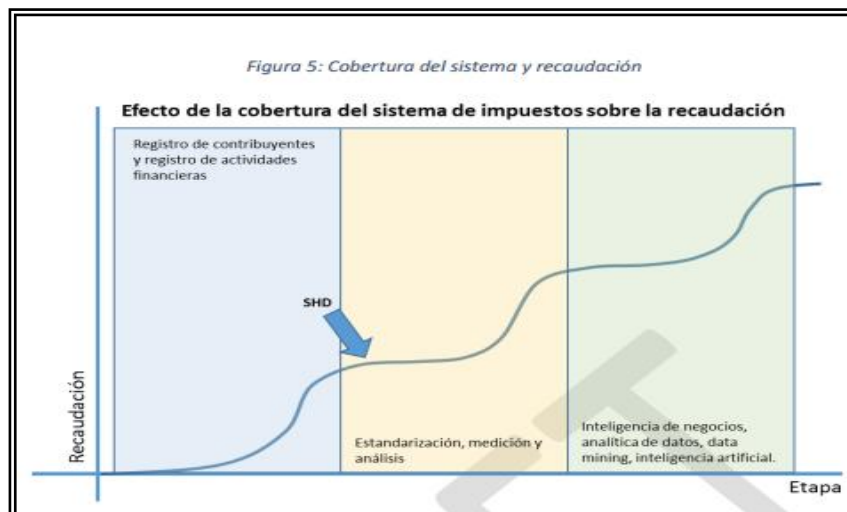 Figura 5: Cobertura del sistema y recaudación
Efecto de la cobertura del sistema de impuestos sobre la recaudación
Registro de contribuyentes
y registro de actividades
financieras
SHD
Recaudación
Estandarización, medición y
análisis
Inteligencia de negocios,
analítica de datos, data
mining, inteligencia artificial.
Etapa